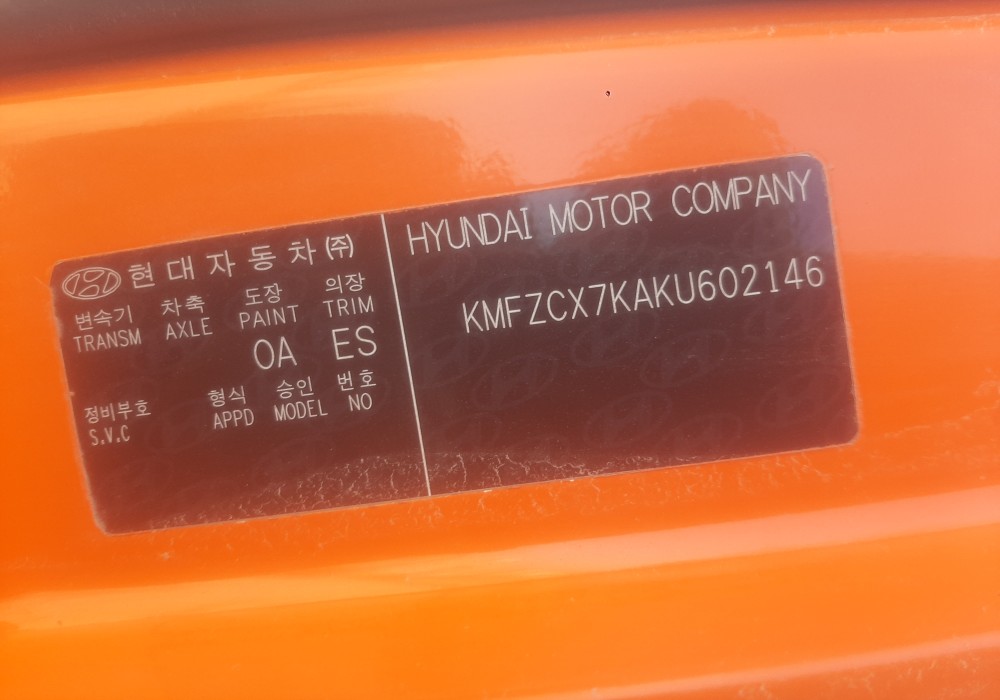 현대자동차㈜
변속기 차축 도장 의장
TRANSM AXLE PAINT TRIM
OA ES
정비부호 형식 승인 번호
S.V.C APPD MODEL NO
HYUNDAI MOTOR COMPANY
KMFZCX7KAKU602146